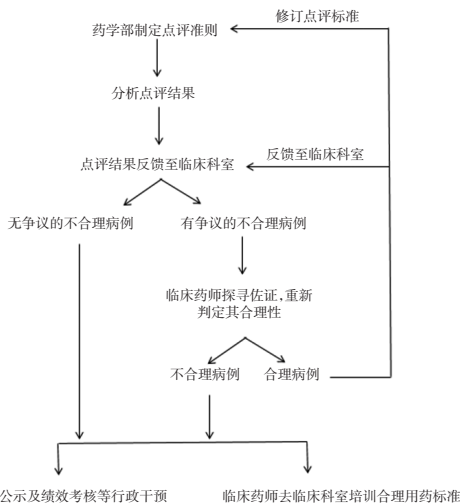 修订点评标准
药学部制定点评准则
分析点评结果
反馈至临床科室
点评结果反馈至临床科室
无争议的不合理病例
有争议的不合理病例
临床药师探寻佐证,重新
判定其合理性
不合理病例
合理病例
公示及绩效考核等行政干预
临床药师去临床科室培训合理用药标准